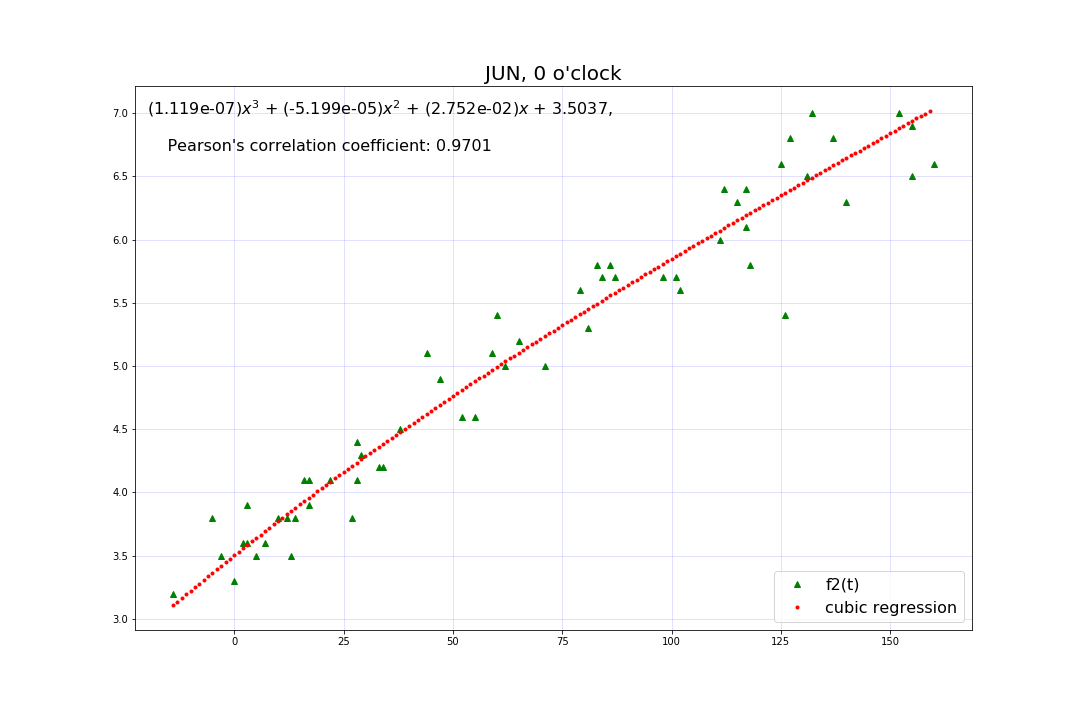 JUN, 0 o'clock
(1.119e-07)x³ + (-5.199e-05)x² + (2.752e-02)x + 3.5037,
Pearson's correlation coefficient: 0.9701
7.0
6.5
6.0
5.5
5.0
4.5
4.0
3.5
3.0
f2(t)
cubic regression
0 25 50 75 100 125 150